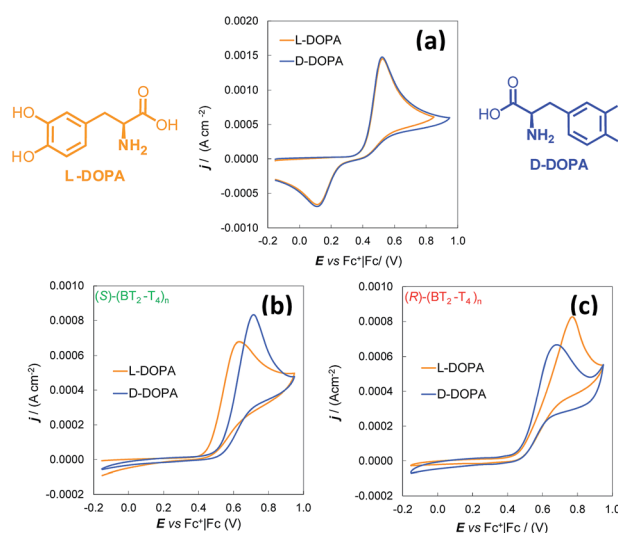 (a)
0.0020
0.0015
0.0010
0.0005
0.0000
-0.0005
-0.0010
j / (A cm-2)
L-DOPA
D-DOPA
-0.2 0.0 0.2 0.4 0.6 0.8 1.0
E vs Fc+|Fc/ (V)
HO
HO
O
OH
NH2
L-DOPA
O
HO
NH2
D-DOPA
(S)-(BT2-T4)n
(b)
0.0010
0.0008
0.0006
0.0004
0.0002
0.0000
-0.0002
j / (A cm-2)
L-DOPA
D-DOPA
-0.2 0.0 0.2 0.4 0.6 0.8 1.0
E vs Fc+|Fc (V)
(R)-(BT2-T4)n
(c)
0.0010
0.0008
0.0006
0.0004
0.0002
0.0000
-0.0002
j / (Acm-2)
L-DOPA
D-DOPA
-0.2 0.0 0.2 0.4 0.6 0.8 1.0
E vs Fc+|Fc / (V)